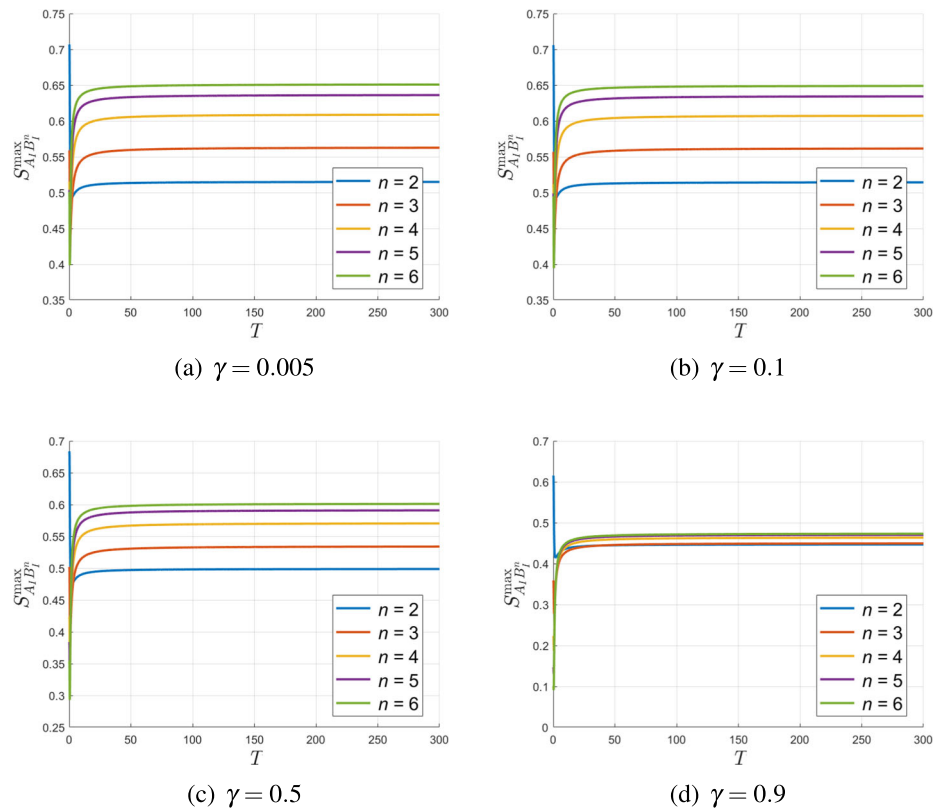 0.75
0.7
0.65
0.6
0.55
0.5
0.45
0.4
0.35
S^max_{A_I B_I^n}
n = 2
n = 3
n = 4
n = 5
n = 6
0 50 100 150 200 250 300
T
(a) γ = 0.005
0.75
0.7
0.65
0.6
0.55
0.5
0.45
0.4
0.35
S^max_{A_I B_I^n}
n = 2
n = 3
n = 4
n = 5
n = 6
0 50 100 150 200 250 300
T
(b) γ = 0.1
0.7
0.65
0.6
0.55
0.5
0.45
0.4
0.35
0.3
0.25
S^max_{A_I B_I^n}
n = 2
n = 3
n = 4
n = 5
n = 6
0 50 100 150 200 250 300
T
(c) γ = 0.5
0.7
0.6
0.5
0.4
0.3
0.2
0.1
0
S^max_{A_I B_I^n}
n = 2
n = 3
n = 4
n = 5
n = 6
0 50 100 150 200 250 300
T
(d) γ = 0.9